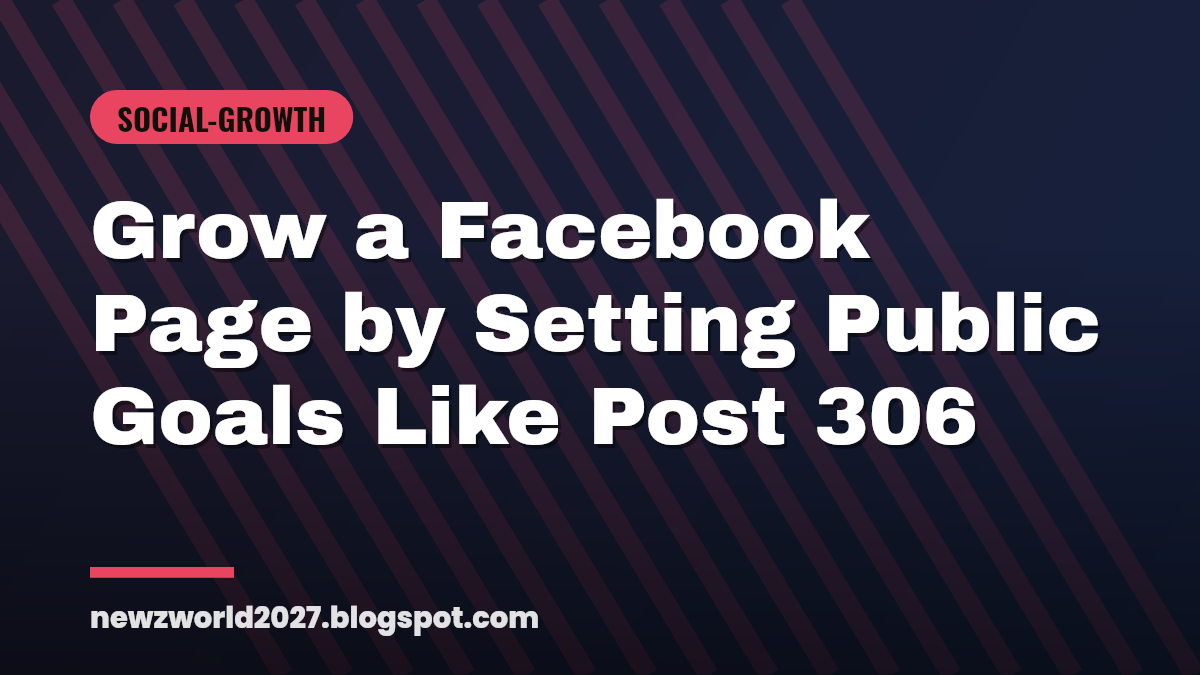 SOCIAL-GROWTH
Grow a Facebook
Page by Setting Public
Goals Like Post 306
newzworld2027.blogspot.com